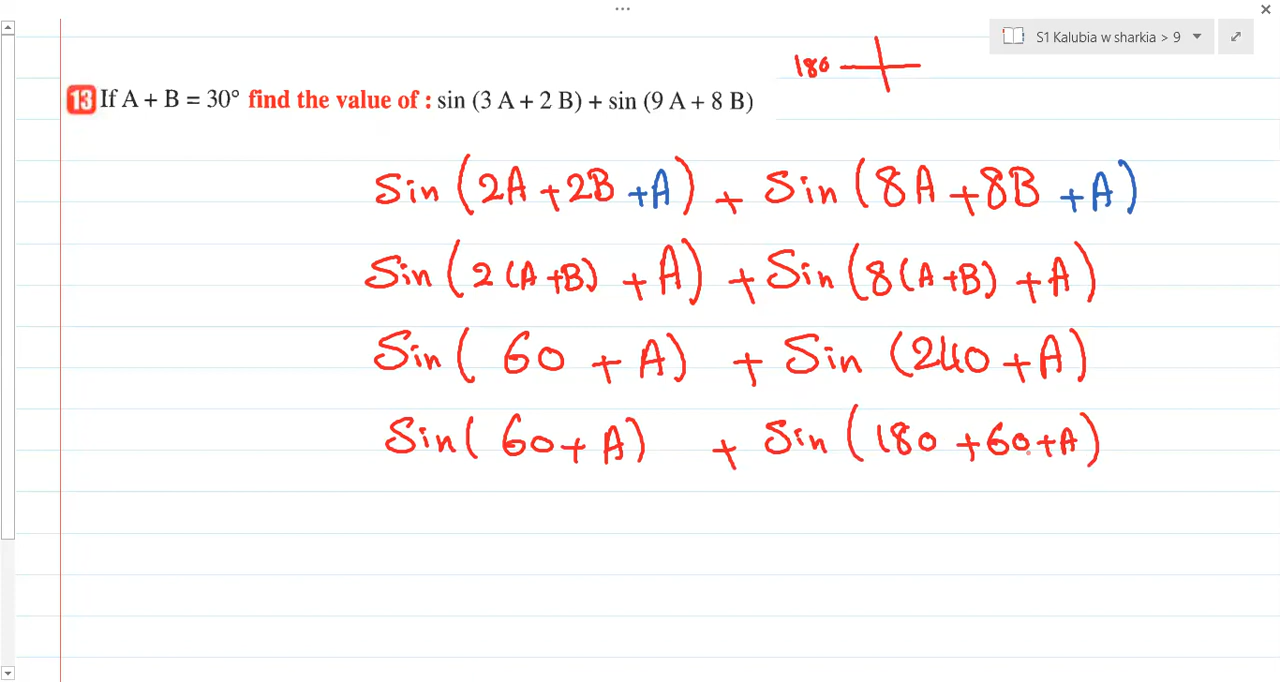 S1 Kalubia w sharkia > 9
180
13 If A + B = 30° find the value of : sin (3 A + 2 B) + sin (9 A + 8 B)
Sin (2A + 2B + A) + Sin (8A + 8B + A)
Sin (2(A+B) + A) + Sin (8(A+B) + A)
Sin( 60 + A) + Sin (240 + A)
Sin( 60 + A) + Sin (180 + 60 + A)